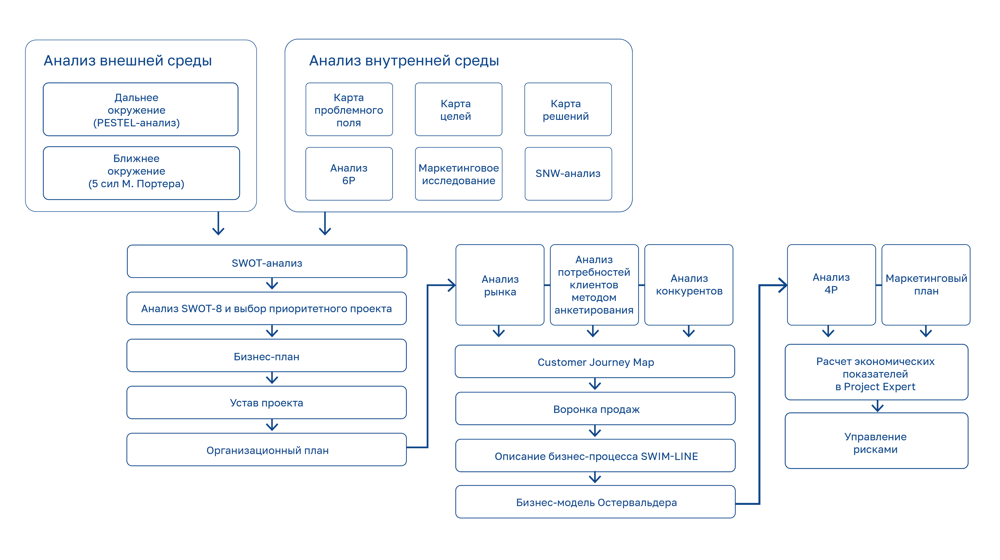 Анализ внешней среды
Дальнее
окружение
(PESTEL-анализ)
Ближнее
окружение
(5 сил М. Портера)
Анализ внутренней среды
Карта
проблемного
поля
Карта
целей
Карта
решений
Анализ
6P
Маркетинговое
исследование
SNW-анализ
SWOT-анализ
Анализ SWOT-8 и выбор приоритетного проекта
Бизнес-план
Устав проекта
Организационный план
Анализ
рынка
Анализ
потребностей
клиентов
методом
анкетирования
Анализ
конкурентов
Customer Journey Map
Воронка продаж
Описание бизнес-процесса SWIM-LINE
Бизнес-модель Остервальдера
Анализ
4P
Маркетинговый
план
Расчет экономических
показателей
в Project Expert
Управление
рисками